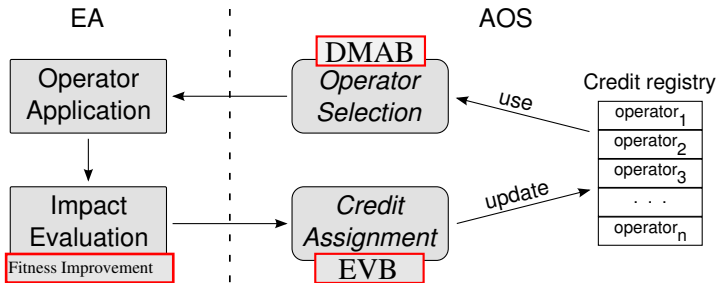 EA
AOS
DMAB
Operator
Application
Operator
Selection
Credit registry
use
operator1
operator2
operator3
. . .
operatorn
update
Impact
Evaluation
Fitness Improvement
Credit
Assignment
EVB